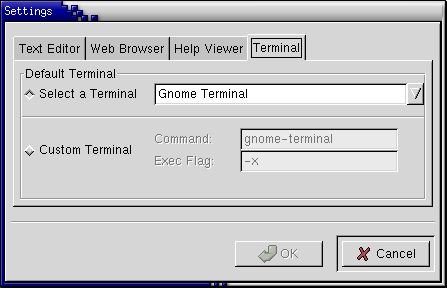 Settings
Text Editor Web Browser Help Viewer Terminal
Default Terminal
Select a Terminal Gnome Terminal
Custom Terminal
Command: gnome-terminal
Exec Flag: -x
OK Cancel